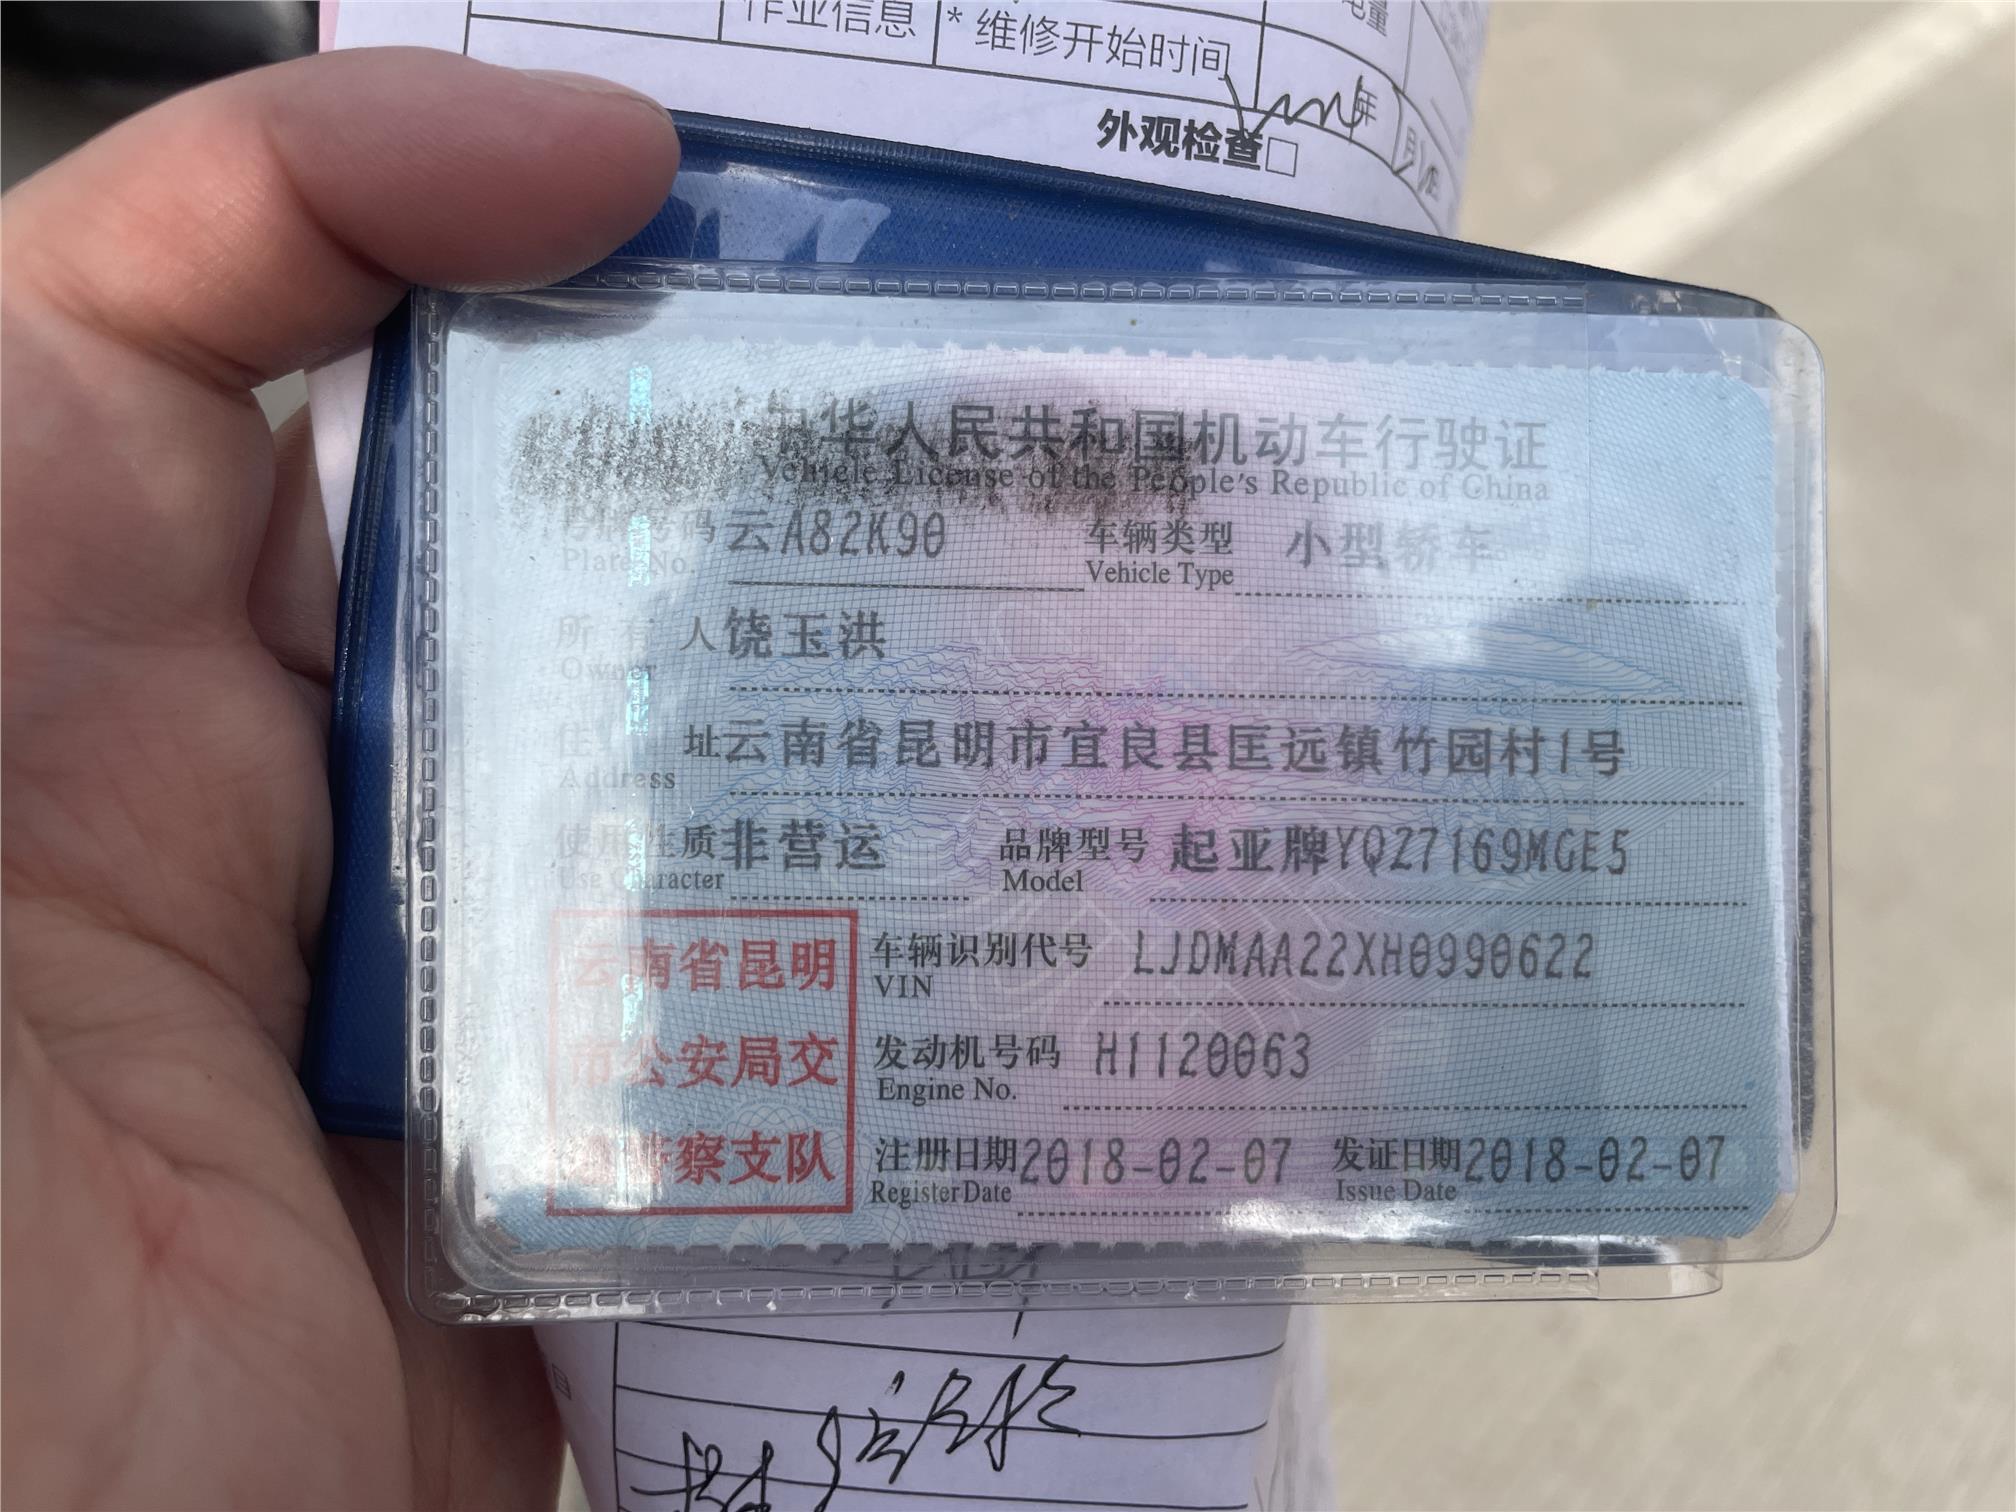 作业信息
* 维修开始时间
电量
年
月
外观检查□
中华人民共和国机动车行驶证
Vehicle License of the People's Republic of China
号牌号码 云A82K90 车辆类型 小型轿车
Plate No. Vehicle Type
所有人 饶玉洪
Owner
住址 云南省昆明市宜良县匡远镇竹园村1号
Address
使用性质 非营运 品牌型号 起亚牌YQZ7169MGE5
Use Character Model
云南省昆明
市公安局交
通警察支队
车辆识别代号 LJDMAA22XH0990622
VIN
发动机号码 H1120063
Engine No.
注册日期 2018-02-07 发证日期 2018-02-07
Register Date Issue Date